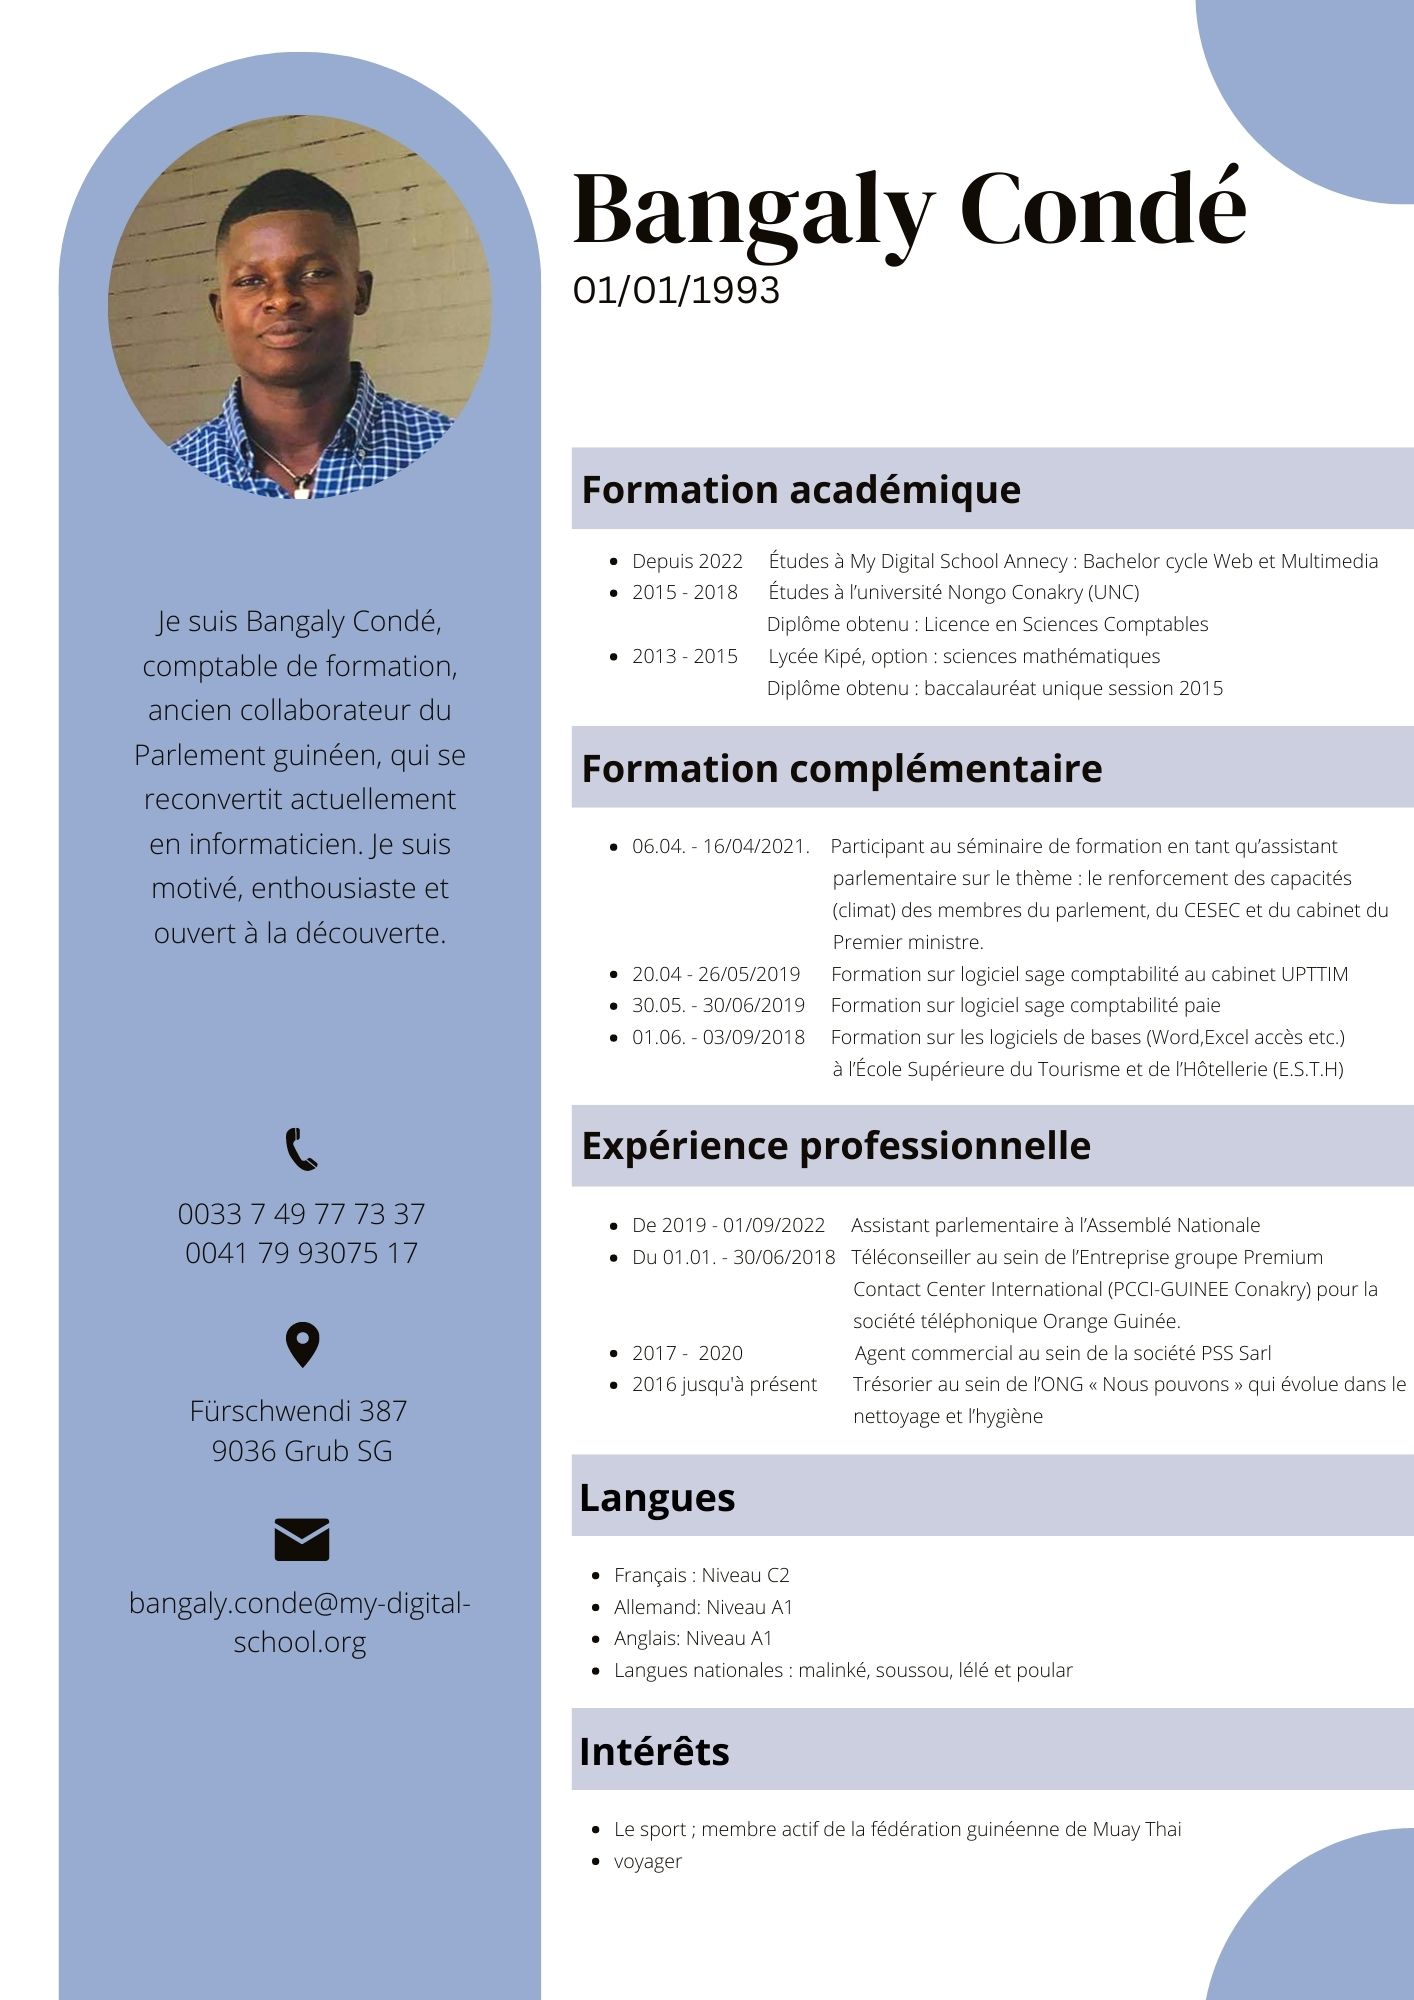 Bangaly Condé
01/01/1993
Je suis Bangaly Condé,
comptable de formation,
ancien collaborateur du
Parlement guinéen, qui se
reconvertit actuellement
en informaticien. Je suis
motivé, enthousiaste et
ouvert à la découverte.
0033 7 49 77 73 37
0041 79 93075 17
Fürschwendi 387
9036 Grub SG
bangaly.conde@my-digital-
school.org
Formation académique
Depuis 2022 Études à My Digital School Annecy : Bachelor cycle Web et Multimedia
2015 - 2018 Études à l’université Nongo Conakry (UNC)
Diplôme obtenu : Licence en Sciences Comptables
2013 - 2015 Lycée Kipé, option : sciences mathématiques
Diplôme obtenu : baccalauréat unique session 2015
Formation complémentaire
06.04. - 16/04/2021. Participant au séminaire de formation en tant qu’assistant
parlementaire sur le thème : le renforcement des capacités
(climat) des membres du parlement, du CESEC et du cabinet du
Premier ministre.
20.04 - 26/05/2019 Formation sur logiciel sage comptabilité au cabinet UPTTIM
30.05. - 30/06/2019 Formation sur logiciel sage comptabilité paie
01.06. - 03/09/2018 Formation sur les logiciels de bases (Word,Excel accès etc.)
à l’École Supérieure du Tourisme et de l’Hôtellerie (E.S.T.H)
Expérience professionnelle
De 2019 - 01/09/2022 Assistant parlementaire à l’Assemblé Nationale
Du 01.01. - 30/06/2018 Téléconseiller au sein de l’Entreprise groupe Premium
Contact Center International (PCCI-GUINEE Conakry) pour la
société téléphonique Orange Guinée.
2017 - 2020 Agent commercial au sein de la société PSS Sarl
2016 jusqu'à présent Trésorier au sein de l’ONG « Nous pouvons » qui évolue dans le
nettoyage et l’hygiène
Langues
Français : Niveau C2
Allemand: Niveau A1
Anglais: Niveau A1
Langues nationales : malinké, soussou, lélé et poular
Intérêts
Le sport ; membre actif de la fédération guinéenne de Muay Thai
voyager